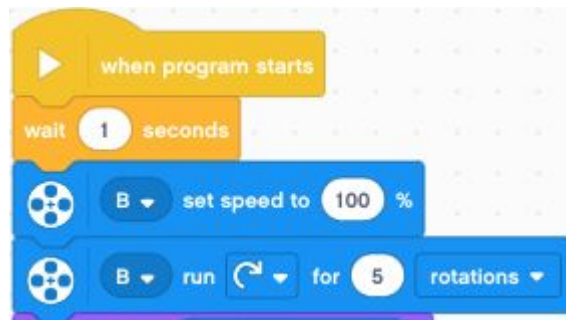 when program starts
wait 1 seconds
B set speed to 100 %
B run for 5 rotations